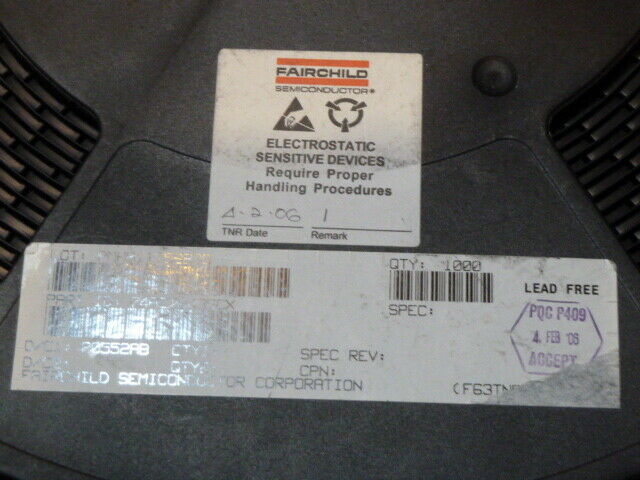 FAIRCHILD
SEMICONDUCTOR®
ELECTROSTATIC
SENSITIVE DEVICES
Require Proper
Handling Procedures
4-2-06 1
TNR Date Remark
LOT:
QTY: 1000
LEAD FREE
SPEC:
PQC P409
4 FEB '06
ACCEPT
SPEC REV:
CPN:
FAIRCHILD SEMICONDUCTOR CORPORATION